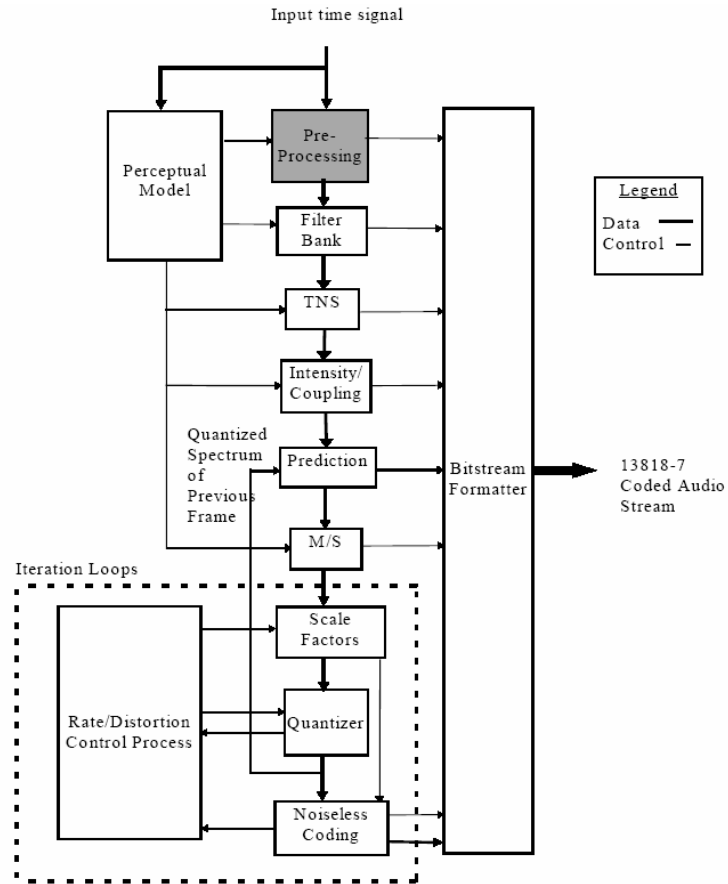 Input time signal
Perceptual
Model
Pre-
Processing
Legend
Data
Control
Filter
Bank
TNS
Intensity/
Coupling
Quantized
Spectrum
of
Previous
Frame
Prediction
Bitstream
Formatter
13818-7
Coded Audio
Stream
M/S
Iteration Loops
Scale
Factors
Rate/Distortion
Control Process
Quantizer
Noiseless
Coding